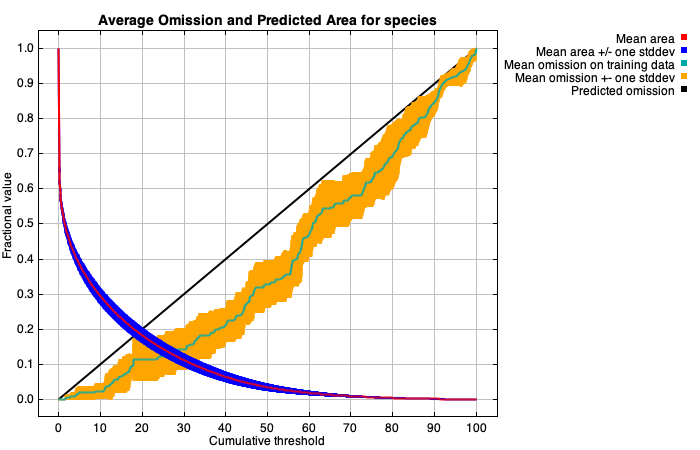 Average Omission and Predicted Area for species
Mean area
Mean area +/- one stddev
Mean omission on training data
Mean omission +- one stddev
Predicted omission
Fractional value
1.0
0.9
0.8
0.7
0.6
0.5
0.4
0.3
0.2
0.1
0.0
0 10 20 30 40 50 60 70 80 90 100
Cumulative threshold